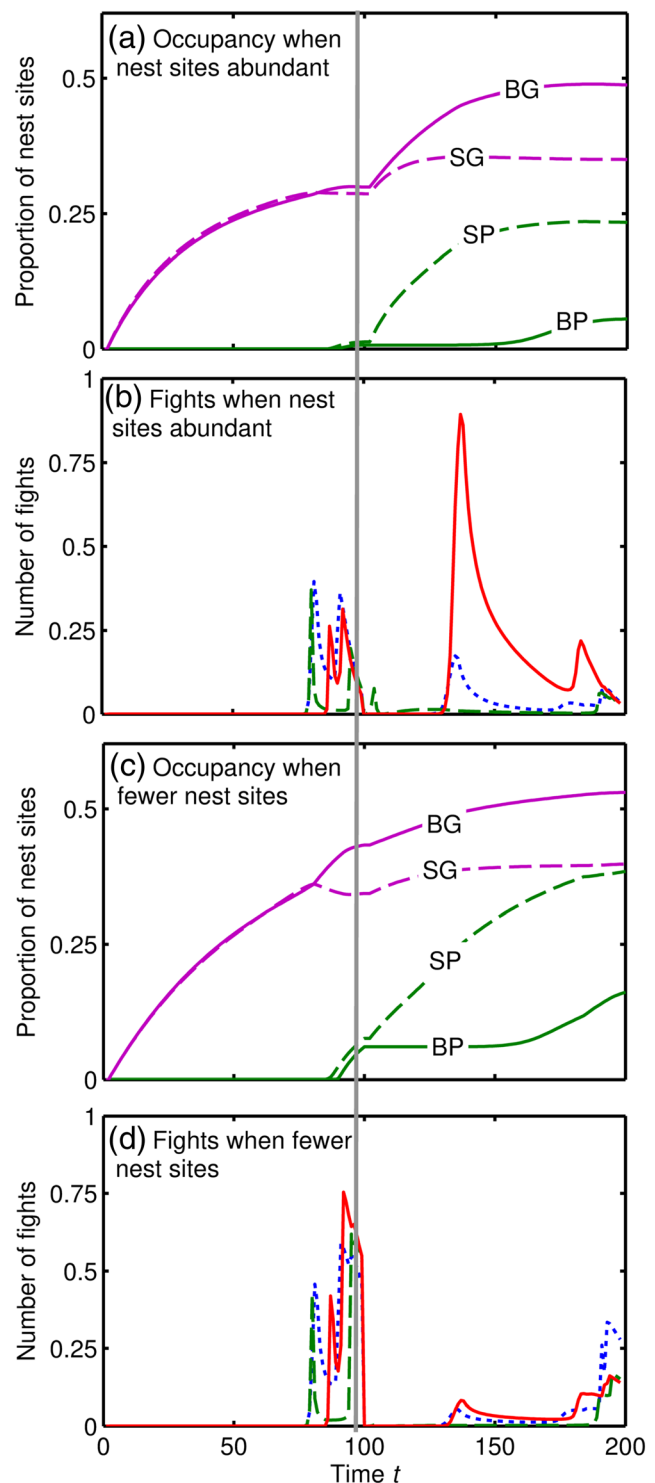 (a) Occupancy when
nest sites abundant
Proportion of nest sites
0.5
0.25
0
BG
SG
SP
BP
(b) Fights when nest
sites abundant
Number of fights
1
0.75
0.5
0.25
0
(c) Occupancy when
fewer nest sites
Proportion of nest sites
0.5
0.25
0
BG
SG
SP
BP
(d) Fights when fewer
nest sites
Number of fights
1
0.75
0.5
0.25
0
0 50 100 150 200
Time t